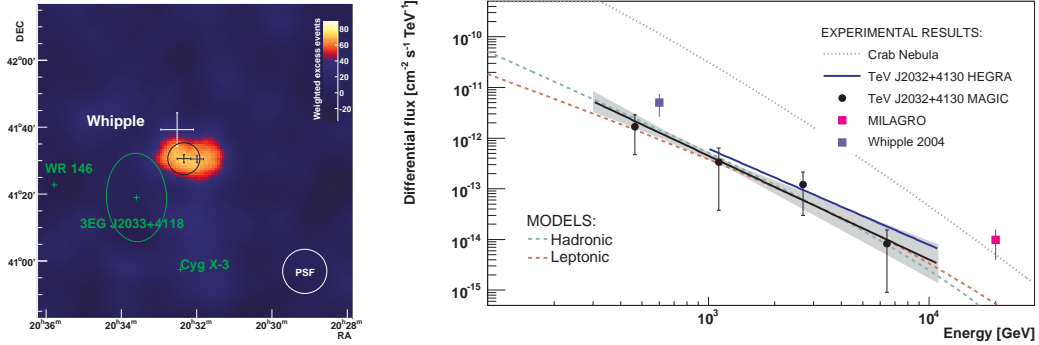 DEC
42°00'
41°40'
41°20'
41°00'
Weighted excess events
80
60
40
20
0
-20
Whipple
WR 146
3EG J2033+4118
Cyg X-3
PSF
20h36m
20h34m
20h32m
20h30m
20h28m
RA
Differential flux [cm-2 s-1 TeV-1]
10-10
10-11
10-12
10-13
10-14
10-15
EXPERIMENTAL RESULTS:
Crab Nebula
TeV J2032+4130 HEGRA
TeV J2032+4130 MAGIC
MILAGRO
Whipple 2004
MODELS:
Hadronic
Leptonic
10³
10⁴
Energy [GeV]